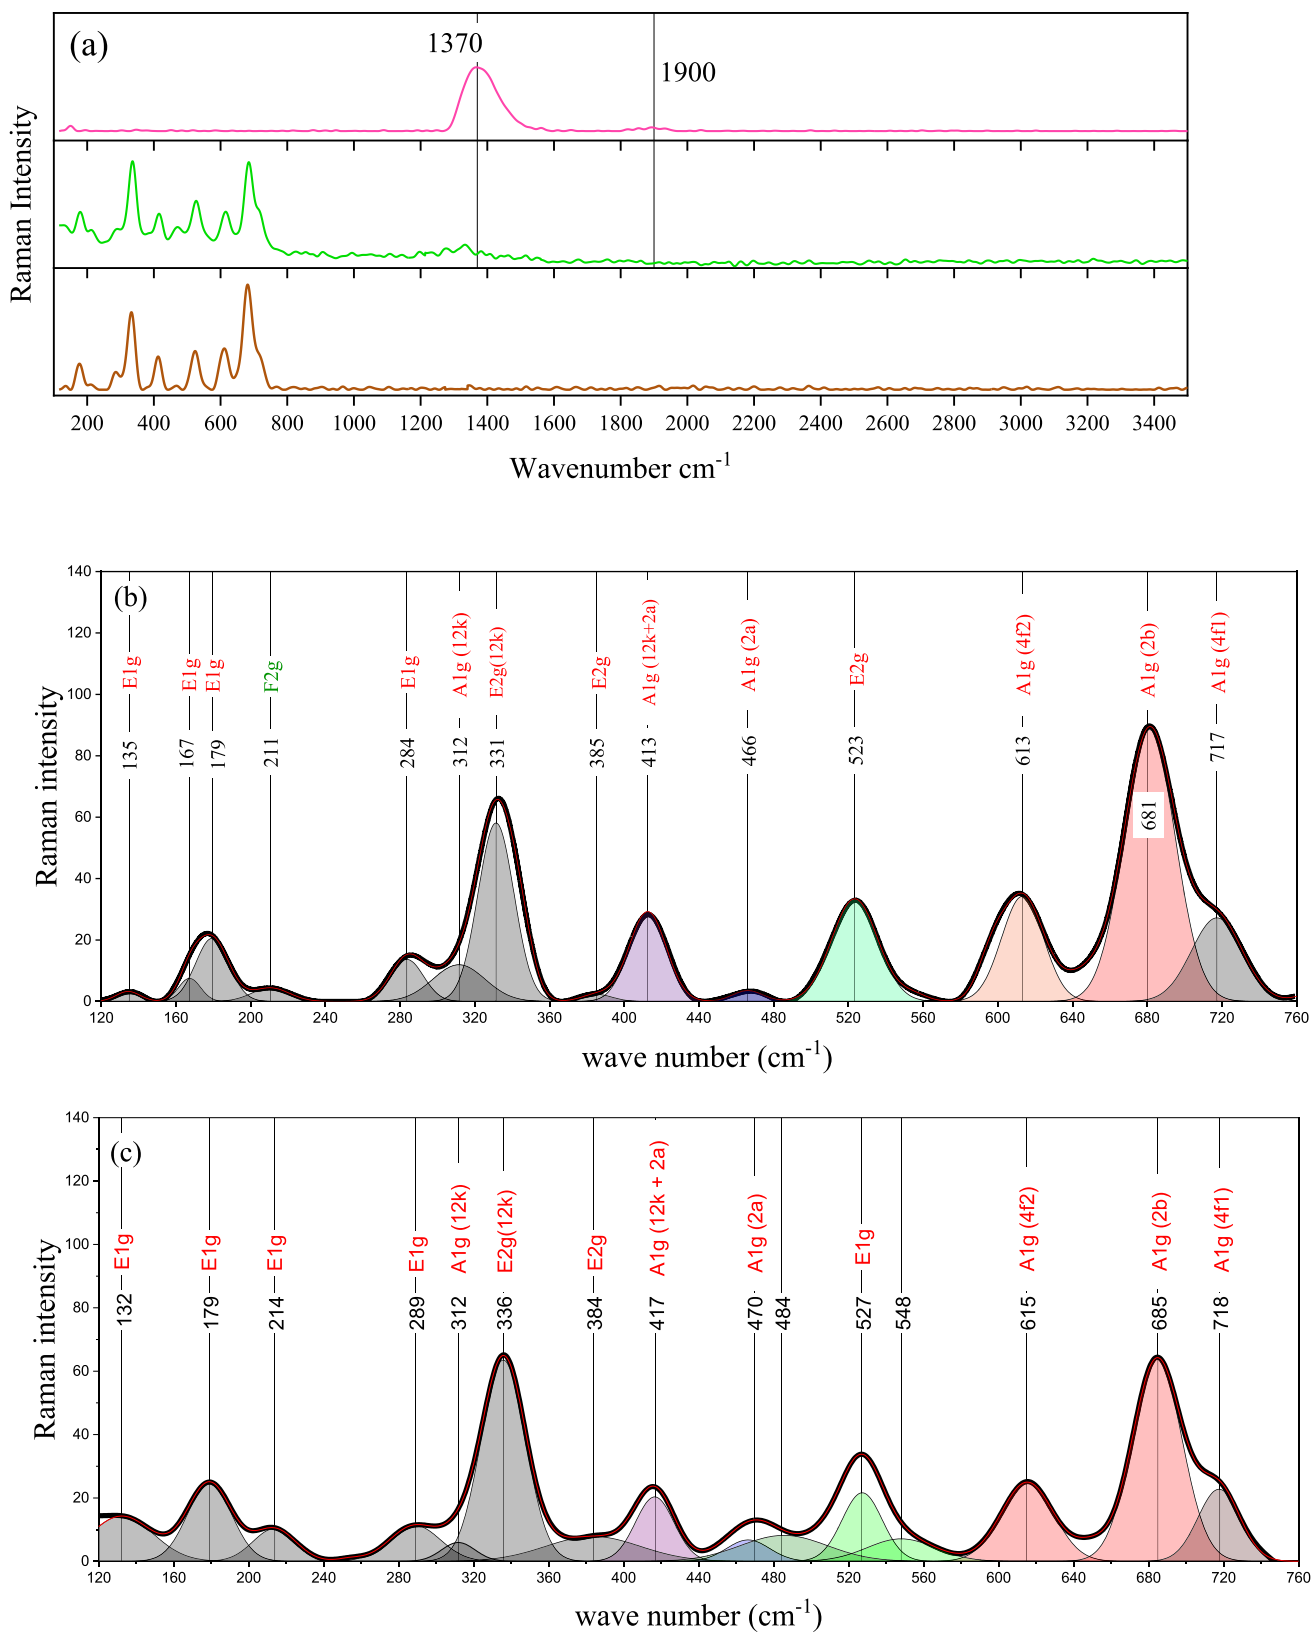 (a)
1370
1900
Raman Intensity
200 400 600 800 1000 1200 1400 1600 1800 2000 2200 2400 2600 2800 3000 3200 3400
Wavenumber cm-1
(b)
140
120
100
80
60
40
20
0
Raman intensity
E1g E1g E1g F2g E1g A1g (12k) E2g(12k) E2g A1g (12k+2a) A1g (2a) E2g A1g (4f2) A1g (2b) A1g (4f1)
135 167 179 211 284 312 331 385 413 466 523 613 681 717
120 160 200 240 280 320 360 400 440 480 520 560 600 640 680 720 760
wave number (cm-1)
(c)
140
120
100
80
60
40
20
0
Raman intensity
E1g E1g E1g E1g A1g (12k) E2g(12k) E2g A1g (12k + 2a) A1g (2a) E1g A1g (4f2) A1g (2b) A1g (4f1)
132 179 214 289 312 336 384 417 470 484 527 548 615 685 718
120 160 200 240 280 320 360 400 440 480 520 560 600 640 680 720 760
wave number (cm-1)